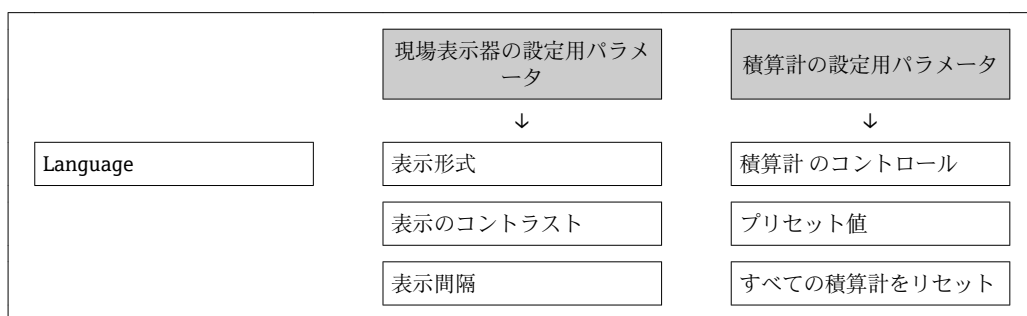 現場表示器の設定用パラメ
ータ
積算計の設定用パラメータ
↓
↓
Language
表示形式
積算計 のコントロール
表示のコントラスト
プリセット値
表示間隔
すべての積算計をリセット